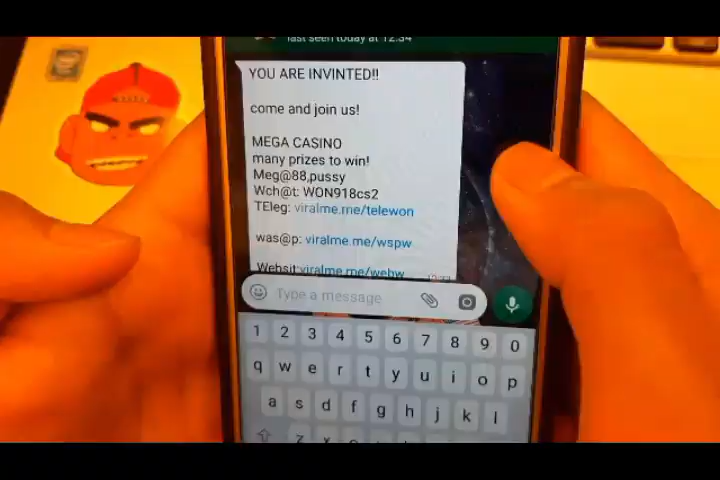 last seen today at 12:34
YOU ARE INVINTED!!
come and join us!
MEGA CASINO
many prizes to win!
Meg@88,pussy
Wch@t: WON918cs2
TEleg: viralme.me/telewon
was@p: viralme.me/wspw
Websit:viralme.me/webw
Type a message
1 2 3 4 5 6 7 8 9 0
q w e r t y u i o p
a s d f g h j k l
z x